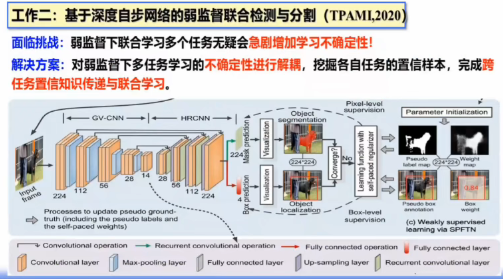 工作二：基于深度自步网络的弱监督联合检测与分割（TPAMI,2020）
面临挑战：弱监督下联合学习多个任务无疑会急剧增加学习不确定性！
解决方案：对弱监督下多任务学习的不确定性进行解耦，挖掘各自任务的置信样本，完成跨
任务置信知识传递与联合学习。
GV-CNN
HRCNN
Input frame
224
112
56
28
14
28
56
112
224
4
Mask prediction
Box prediction
Visualization
Visualization
Object segmentation
224*224
Object localization
Converge?
No
Pixel-level supervision
Learning function with self-paced regularizer
Box-level supervision
Parameter Initialization
Pseudo label map
Weight map
224*224
Pseudo box annotation
Box weight
0.84
Processes to update pseudo ground-
truth (including the pseudo labels and
the self-paced weights)
(c) Weakly supervised
learning via SPFTN
Convolutional operation
Recurrent convolutional operation
Fully connected operation
Fully connected layer
Convolutional layer
Max-pooling layer
Fully connected layer
Up-sampling layer
Recurrent convolutional layer